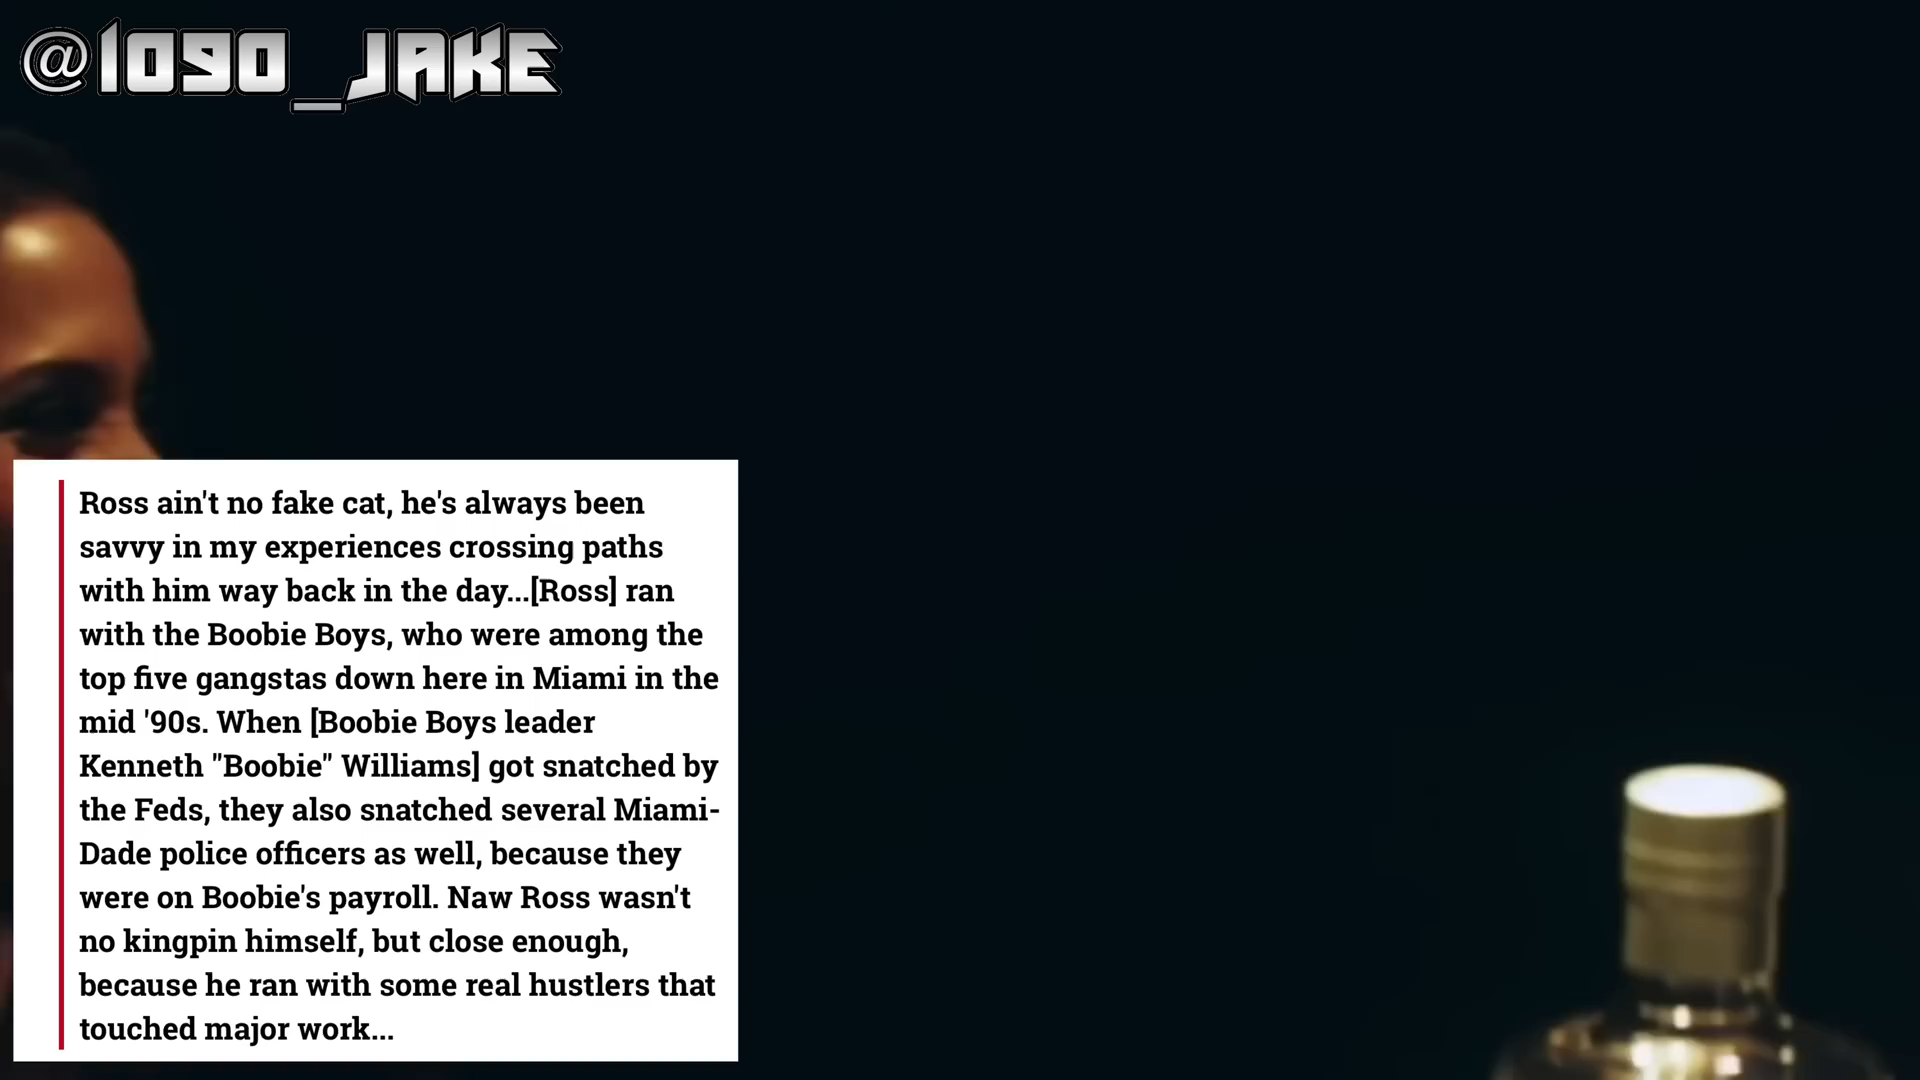 @1090_JAKE
Ross ain't no fake cat, he's always been
savvy in my experiences crossing paths
with him way back in the day...[Ross] ran
with the Boobie Boys, who were among the
top five gangstas down here in Miami in the
mid '90s. When [Boobie Boys leader
Kenneth "Boobie" Williams] got snatched by
the Feds, they also snatched several Miami-
Dade police officers as well, because they
were on Boobie's payroll. Naw Ross wasn't
no kingpin himself, but close enough,
because he ran with some real hustlers that
touched major work...